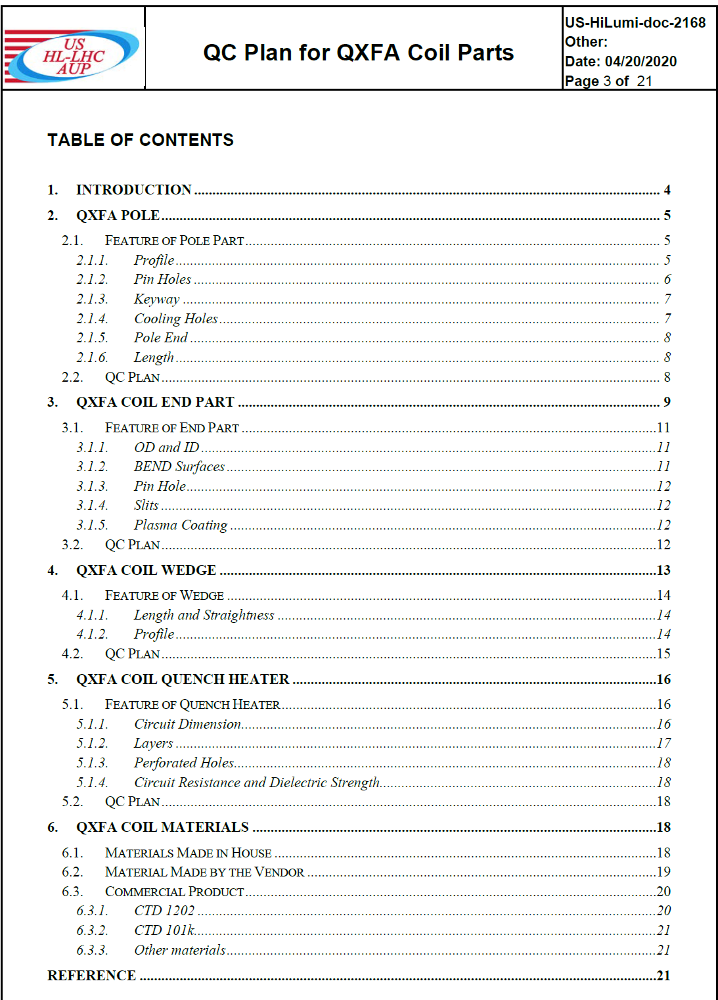 US
HL-LHC
AUP
QC Plan for QXFA Coil Parts
US-HiLumi-doc-2168
Other:
Date: 04/20/2020
Page 3 of 21
TABLE OF CONTENTS
1. INTRODUCTION 4
2. QXFA POLE 5
2.1. FEATURE OF POLE PART 5
2.1.1. Profile 5
2.1.2. Pin Holes 6
2.1.3. Keyway 7
2.1.4. Cooling Holes 7
2.1.5. Pole End 8
2.1.6. Length 8
2.2. QC PLAN 8
3. QXFA COIL END PART 9
3.1. FEATURE OF END PART 11
3.1.1. OD and ID 11
3.1.2. BEND Surfaces 11
3.1.3. Pin Hole 12
3.1.4. Slits 12
3.1.5. Plasma Coating 12
3.2. QC PLAN 12
4. QXFA COIL WEDGE 13
4.1. FEATURE OF WEDGE 14
4.1.1. Length and Straightness 14
4.1.2. Profile 14
4.2. QC PLAN 15
5. QXFA COIL QUENCH HEATER 16
5.1. FEATURE OF QUENCH HEATER 16
5.1.1. Circuit Dimension 16
5.1.2. Layers 17
5.1.3. Perforated Holes 18
5.1.4. Circuit Resistance and Dielectric Strength 18
5.2. QC PLAN 18
6. QXFA COIL MATERIALS 18
6.1. MATERIALS MADE IN HOUSE 18
6.2. MATERIAL MADE BY THE VENDOR 19
6.3. COMMERCIAL PRODUCT 20
6.3.1. CTD 1202 20
6.3.2. CTD 101k 21
6.3.3. Other materials 21
REFERENCE 21